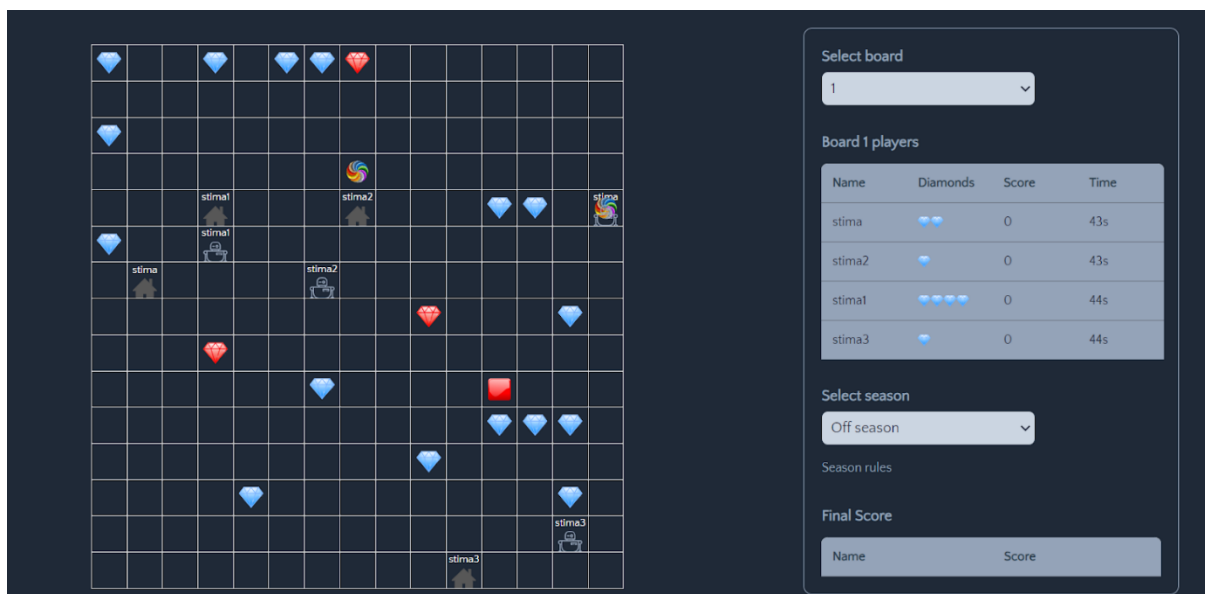 stima1
stima2
stima
stima1
stima
stima2
stima3
stima3
Select board
1
Board 1 players
Name Diamonds Score Time
stima 0 43s
stima2 0 43s
stima1 0 44s
stima3 0 44s
Select season
Off season
Season rules
Final Score
Name Score